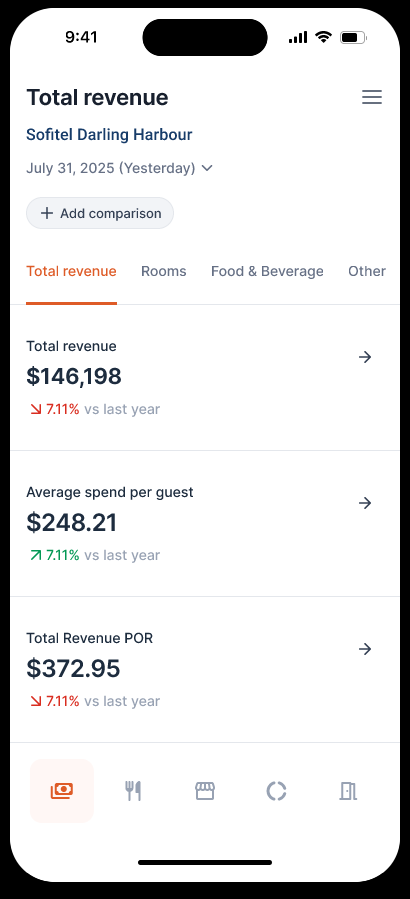 9:41
Total revenue
Sofitel Darling Harbour
July 31, 2025 (Yesterday)
Add comparison
Total revenue Rooms Food & Beverage Other
Total revenue
$146,198
7.11% vs last year
Average spend per guest
$248.21
7.11% vs last year
Total Revenue POR
$372.95
7.11% vs last year